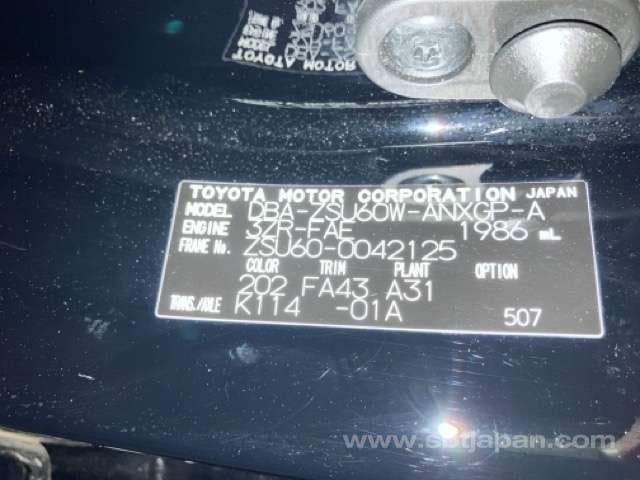 TOYOTA MOTOR CORPORATION JAPAN
MODEL DBA-ZSU60W-ANXGP-A
ENGINE 3ZR-FAE 1986 mL
FRAME No. ZSU60-0042125
COLOR TRIM PLANT OPTION
202 FA43 A31
TRANS./AXLE K114 -01A 507
www.sbtjapan.com